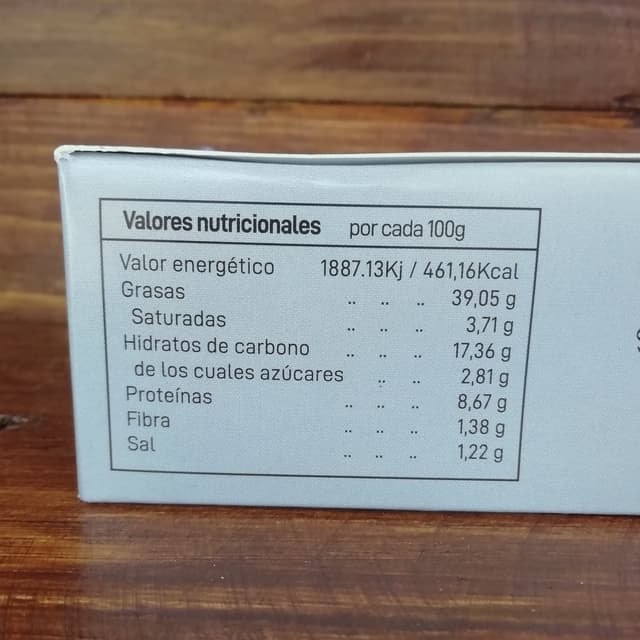 Valores nutricionales por cada 100g
Valor energético 1887.13Kj / 461,16Kcal
Grasas .. .. .. 39,05 g
Saturadas .. .. .. 3,71 g
Hidratos de carbono .. .. .. 17,36 g
de los cuales azúcares .. .. 2,81 g
Proteínas .. .. .. 8,67 g
Fibra .. .. .. 1,38 g
Sal .. .. .. 1,22 g